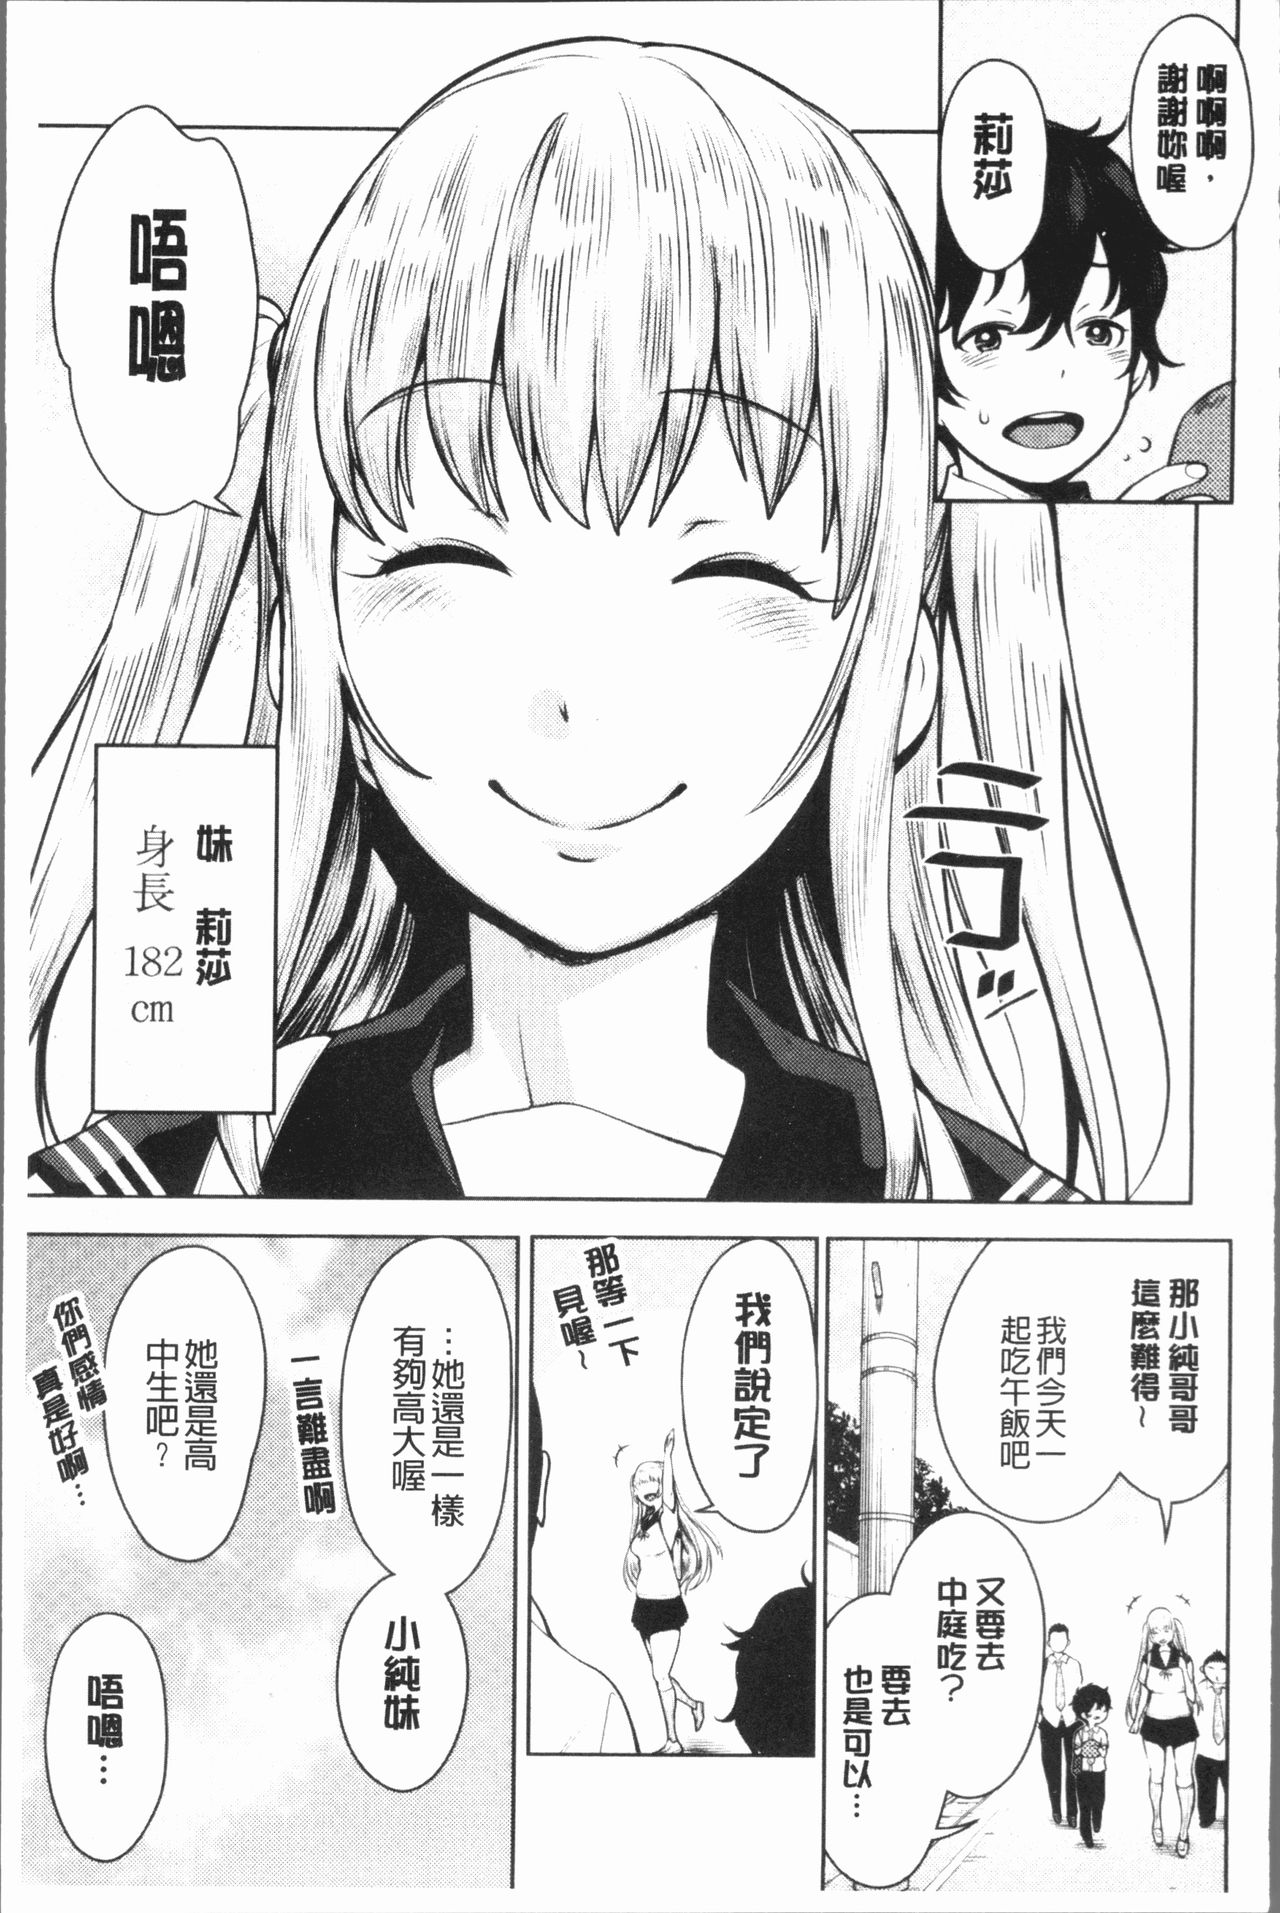 啊啊啊，
謝謝妳喔
莉莎
唔嗯
ニコッ
妹　莉莎
身長
182
cm
那小純哥哥
這麼難得~
我們今天一
起吃午飯吧
又要去
中庭吃?
要去
也是可以…
我們說定了
那等一下
見喔~
…她還是一樣
有夠高大喔
小純妹
一言難盡啊
她還是高
中生吧?
你們感情
真是好啊…
唔嗯…